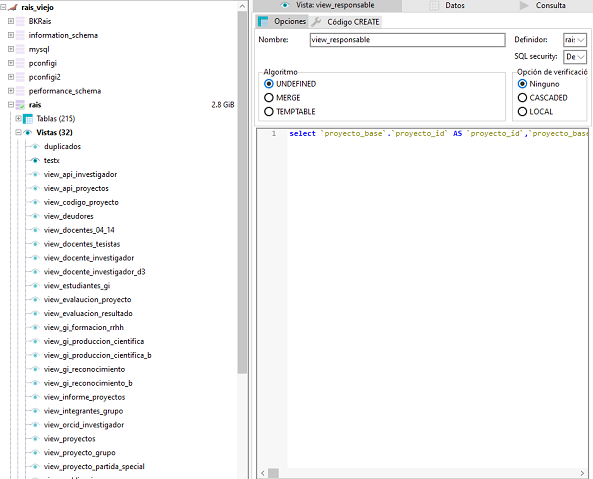 rais_viejo
BKRais
information_schema
mysql
pconfigi
pconfigi2
performance_schema
rais 2.8 GiB
Tablas (215)
Vistas (32)
duplicados
testx
view_api_investigador
view_api_proyectos
view_codigo_proyecto
view_deudores
view_docentes_04_14
view_docentes_tesistas
view_docente_investigador
view_docente_investigador_d3
view_estudiantes_gi
view_evalaucion_proyecto
view_evaluacion_resultado
view_gi_formacion_rrhh
view_gi_produccion_cientifica
view_gi_produccion_cientifica_b
view_gi_reconocimiento
view_gi_reconocimiento_b
view_informe_proyectos
view_integrantes_grupo
view_orcid_investigador
view_proyectos
view_proyecto_grupo
view_proyecto_partida_special
Vista: view_responsable Datos Consulta
Opciones Código CREATE
Nombre: view_responsable Definidor: rai
SQL security: De
Algoritmo Opción de verificació
UNDEFINED Ninguno
MERGE CASCADED
TEMPTABLE LOCAL
1 select `proyecto_base`.`proyecto_id` AS `proyecto_id`,`proyecto_base